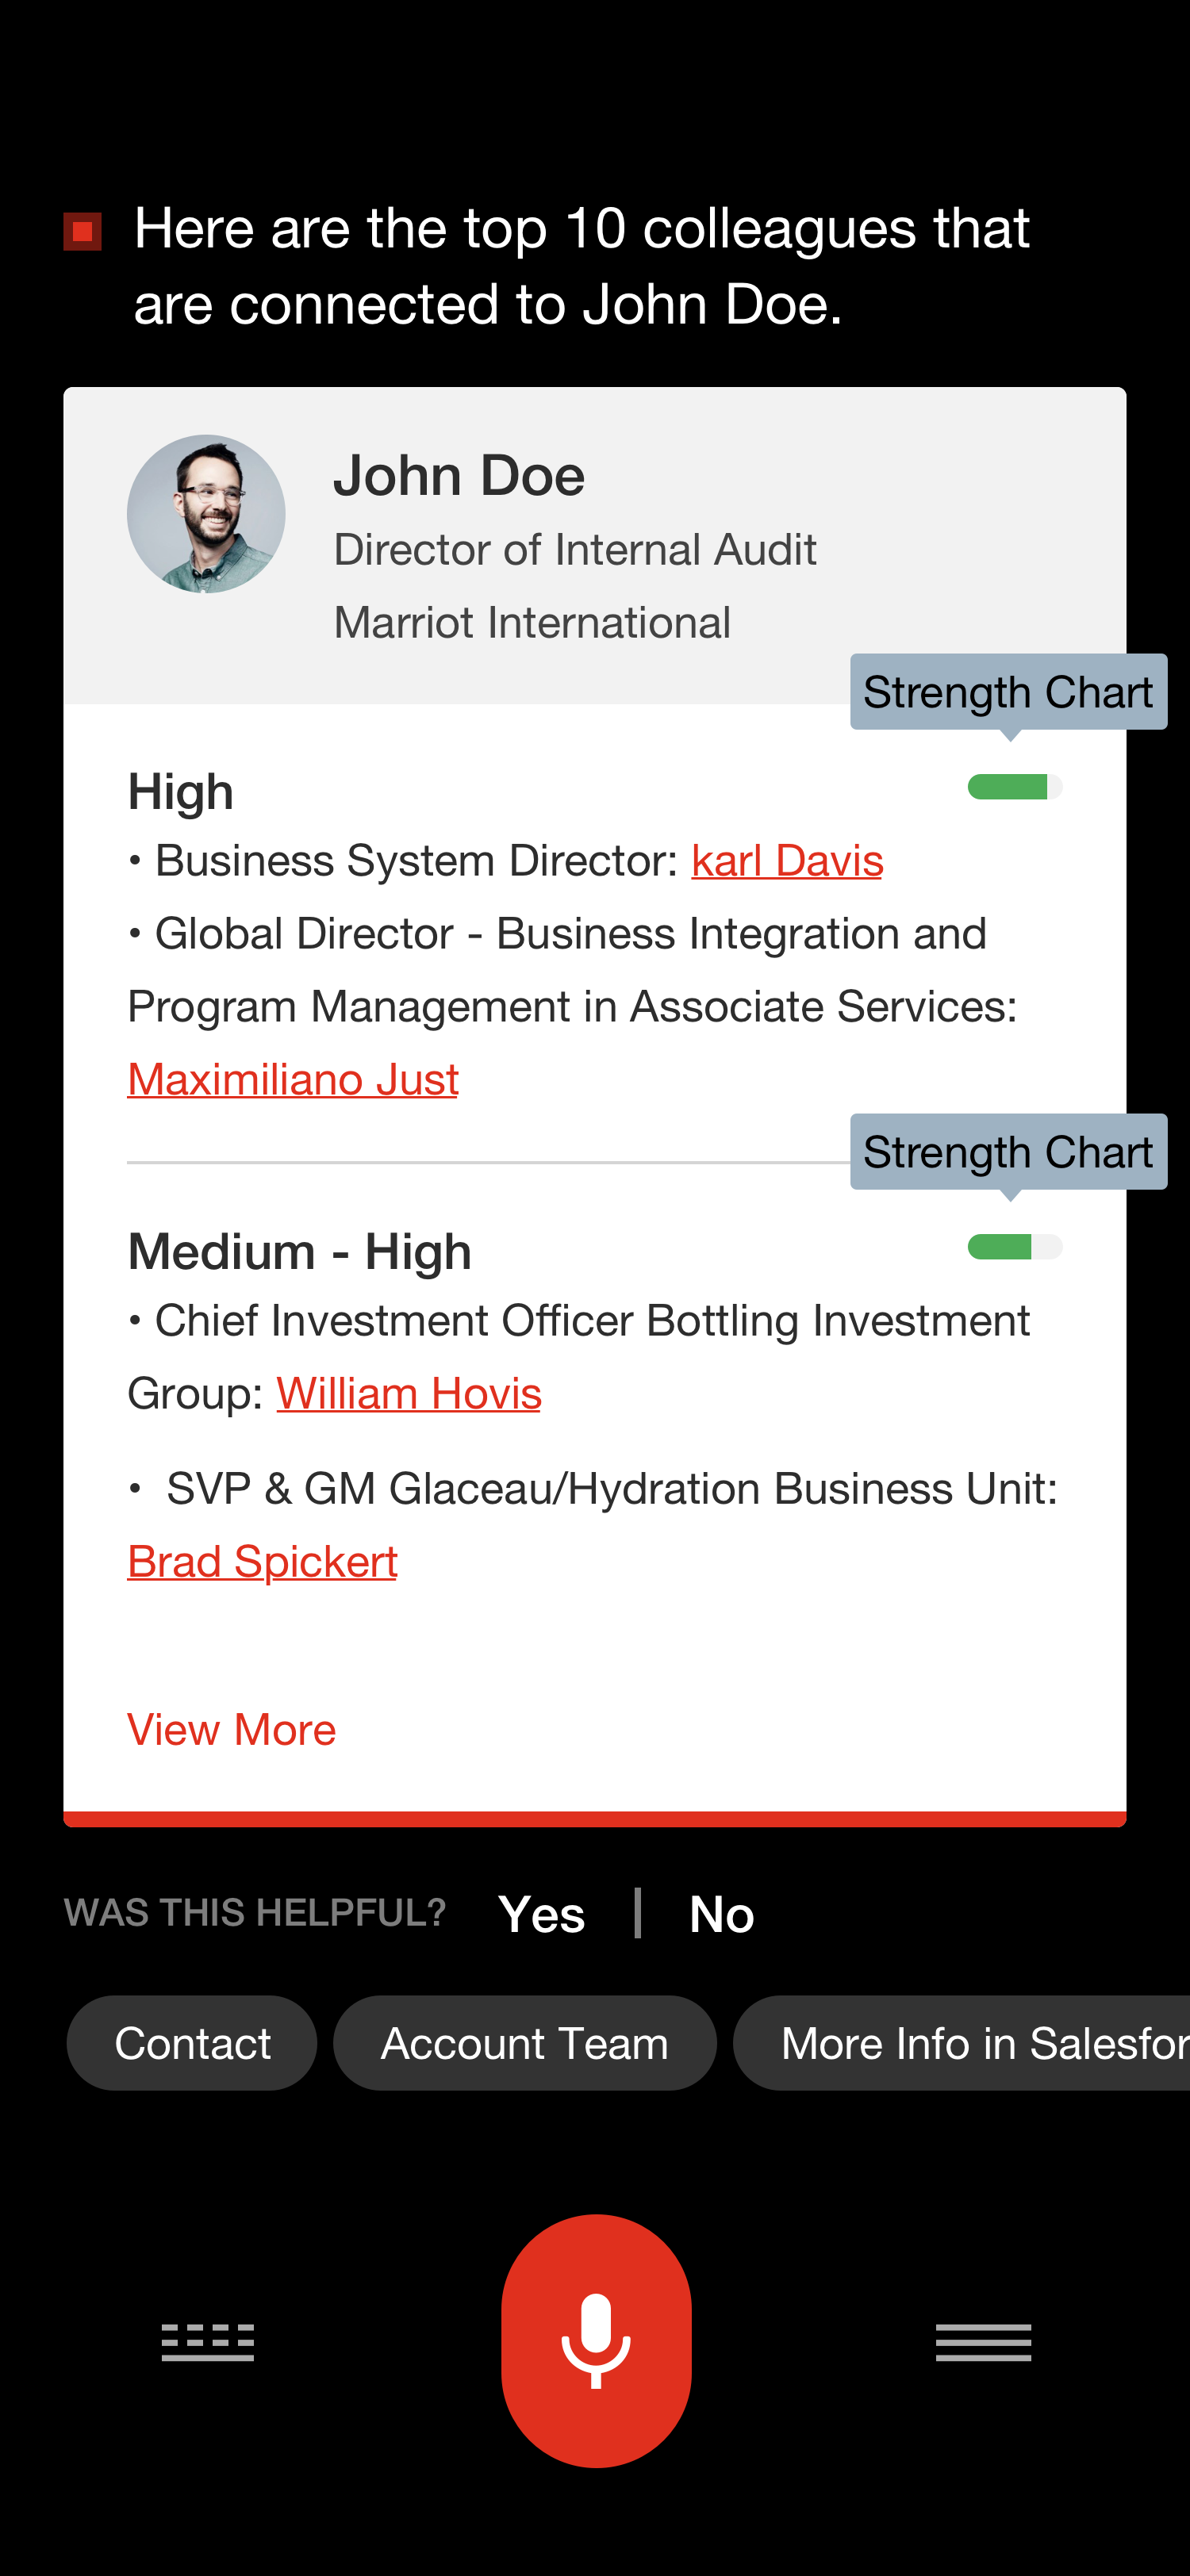 Here are the top 10 colleagues that
are connected to John Doe.
John Doe
Director of Internal Audit
Marriot International
Strength Chart
High
• Business System Director: karl Davis
• Global Director - Business Integration and
Program Management in Associate Services:
Maximiliano Just
Strength Chart
Medium - High
• Chief Investment Officer Bottling Investment
Group: William Hovis
• SVP & GM Glaceau/Hydration Business Unit:
Brad Spickert
View More
WAS THIS HELPFUL? Yes | No
Contact Account Team More Info in Salesfor